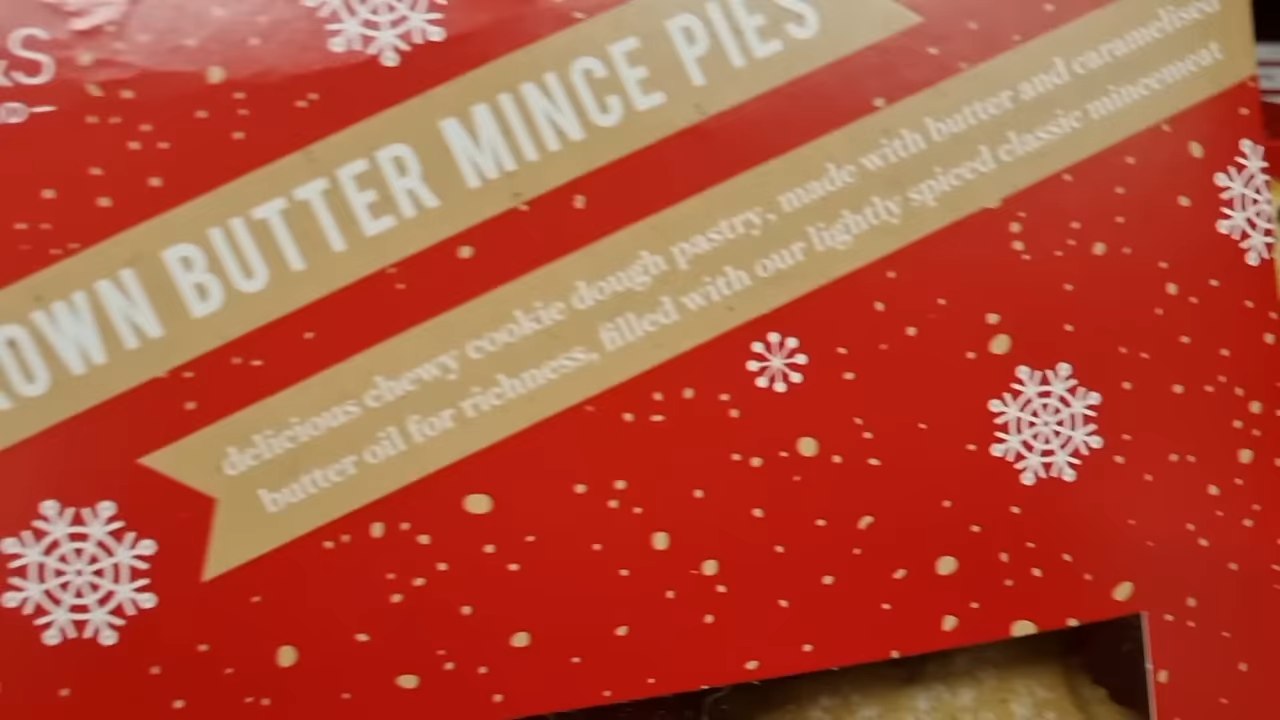 &S
OWN BUTTER MINCE PIES
delicious chewy cookie dough pastry, made with butter and caramelised
butter oil for richness, filled with our lightly spiced classic mincemeat